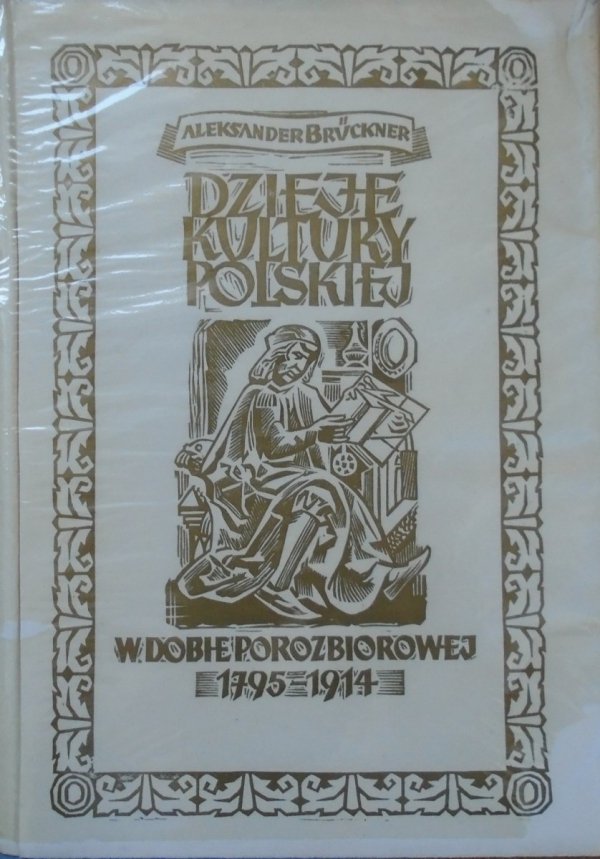 ALEKSANDER BRÜCKNER
DZIEJE
KULTURY
POLSKIEJ
W DOBIE POROZBIOROWEJ
1795-1914